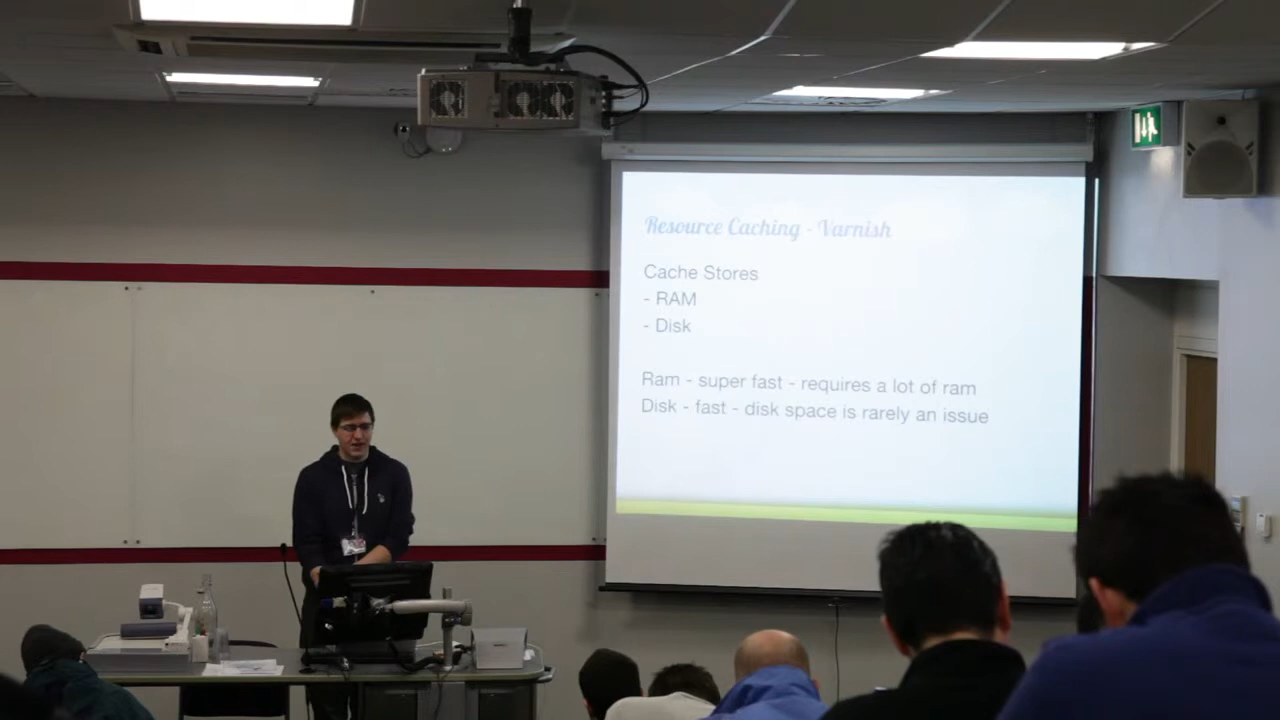 Resource Caching - Varnish
Cache Stores
- RAM
- Disk
Ram - super fast - requires a lot of ram
Disk - fast - disk space is rarely an issue